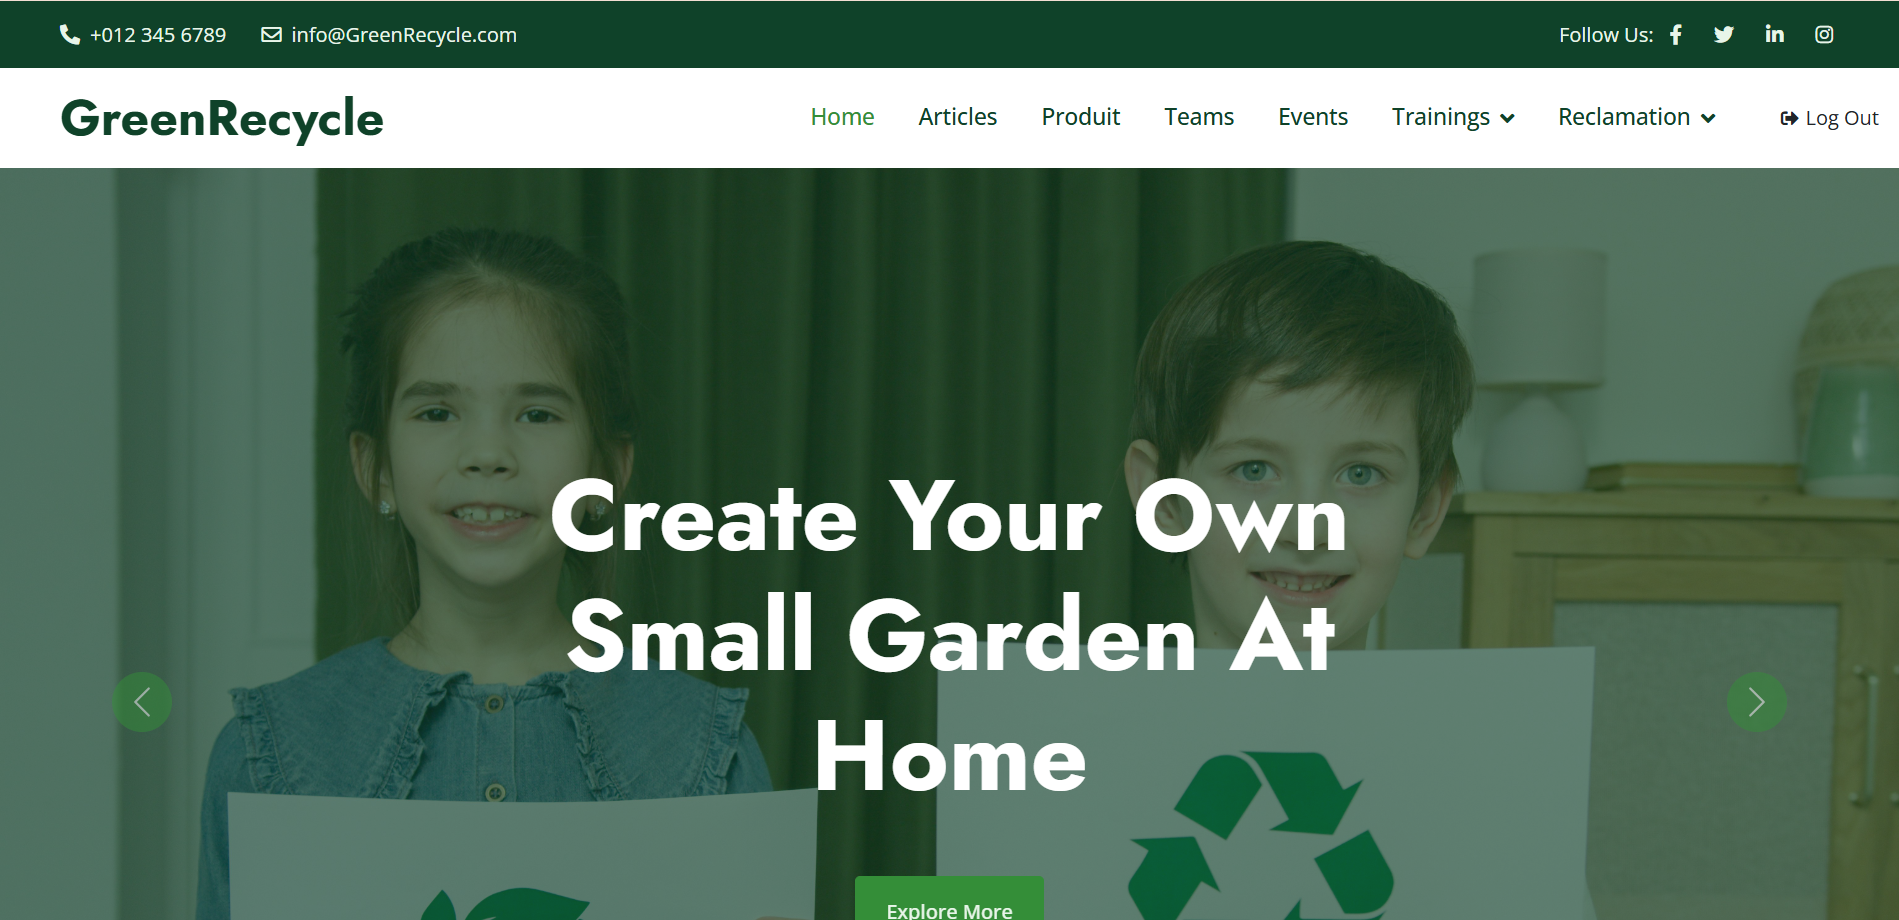 +012 345 6789 info@GreenRecycle.com Follow Us:
GreenRecycle Home Articles Produit Teams Events Trainings Reclamation Log Out
Create Your Own
Small Garden At
Home
Explore More